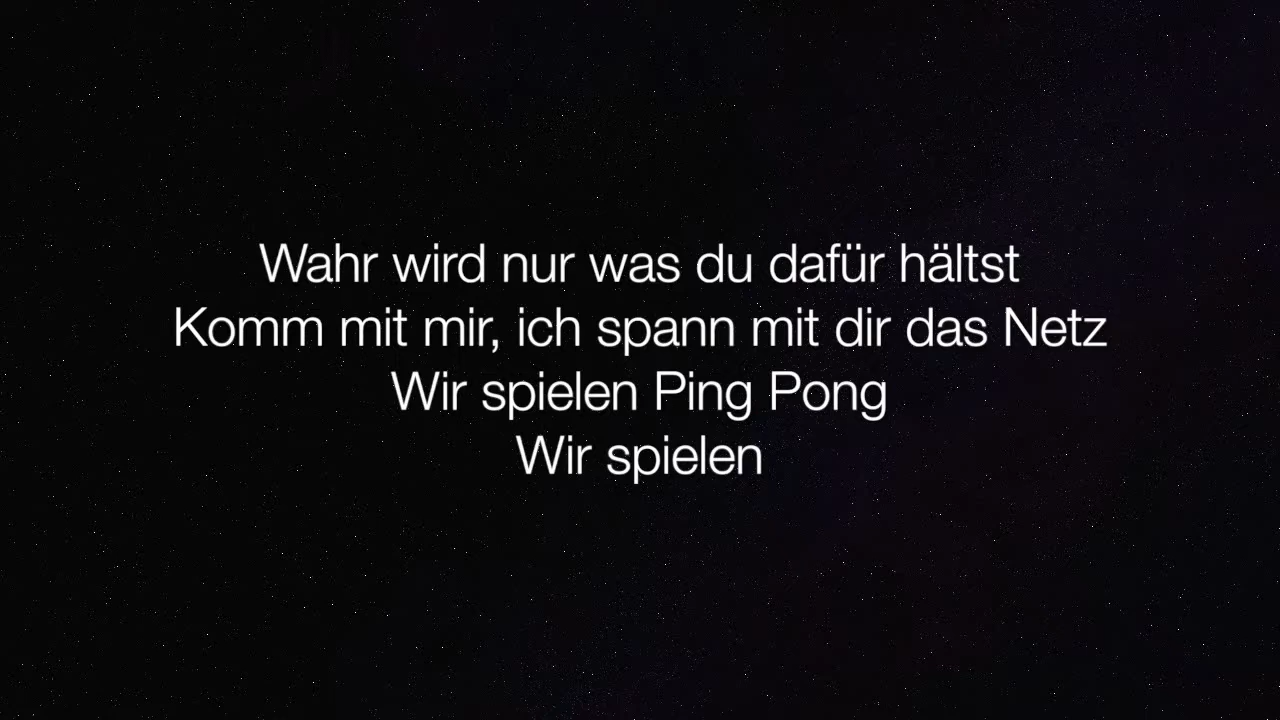 Wahr wird nur was du dafür hältst
Komm mit mir, ich spann mit dir das Netz
Wir spielen Ping Pong
Wir spielen